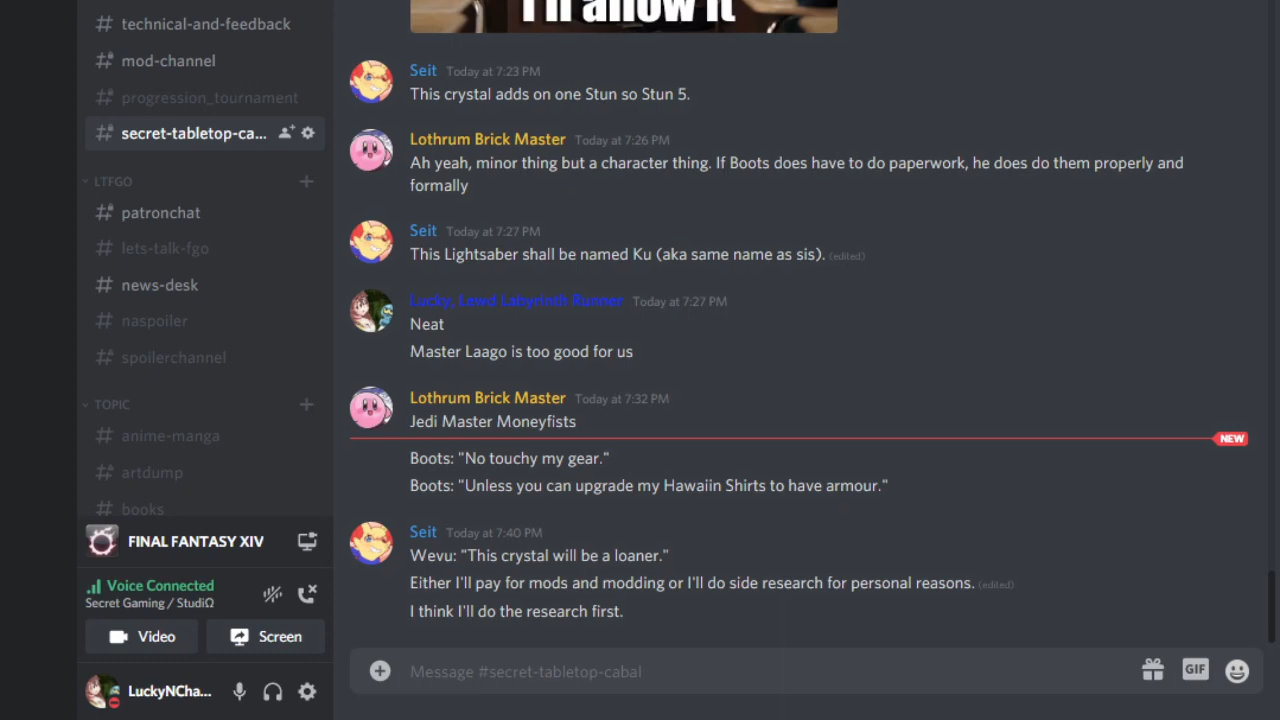 technical-and-feedback
mod-channel
progression_tournament
secret-tabletop-ca...
LTFGO
patronchat
lets-talk-fgo
news-desk
naspoiler
spoilerchannel
TOPIC
anime-manga
artdump
books
FINAL FANTASY XIV
Voice Connected
Secret Gaming / StudiΩ
Video
Screen
LuckyNCha...
I'll allow it
Seit Today at 7:23 PM
This crystal adds on one Stun so Stun 5.
Lothrum Brick Master Today at 7:26 PM
Ah yeah, minor thing but a character thing. If Boots does have to do paperwork, he does do them properly and
formally
Seit Today at 7:27 PM
This Lightsaber shall be named Ku (aka same name as sis). (edited)
Lucky, Lewd Labyrinth Runner Today at 7:27 PM
Neat
Master Laago is too good for us
Lothrum Brick Master Today at 7:32 PM
Jedi Master Moneyfists
NEW
Boots: "No touchy my gear."
Boots: "Unless you can upgrade my Hawaiin Shirts to have armour."
Seit Today at 7:40 PM
Wevu: "This crystal will be a loaner."
Either I'll pay for mods and modding or I'll do side research for personal reasons. (edited)
I think I'll do the research first.
Message #secret-tabletop-cabal
GIF